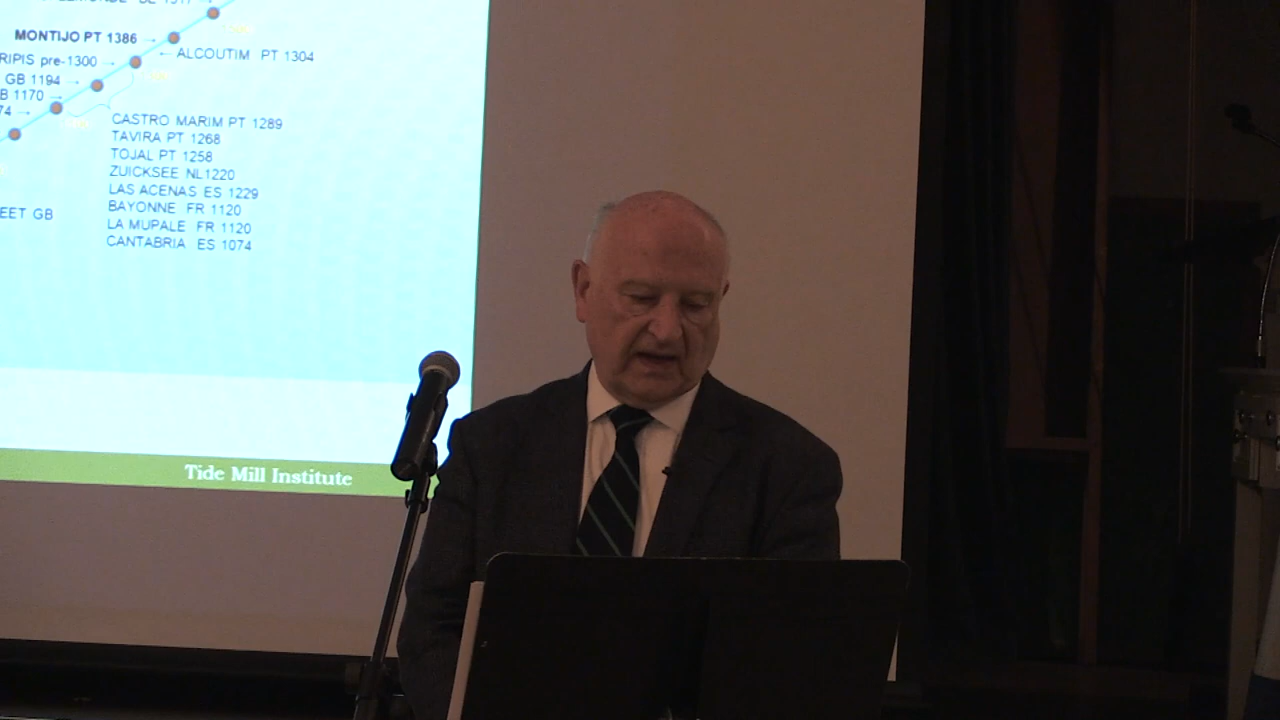 MONTIJO PT 1386 →
← ALCOUTIM PT 1304
RIPIS pre-1300 →
GB 1194 →
B 1170 →
74 →
CASTRO MARIM PT 1289
TAVIRA PT 1268
TOJAL PT 1258
ZUICKSEE NL1220
LAS ACENAS ES 1229
BAYONNE FR 1120
LA MUPALE FR 1120
CANTABRIA ES 1074
EET GB
Tide Mill Institute